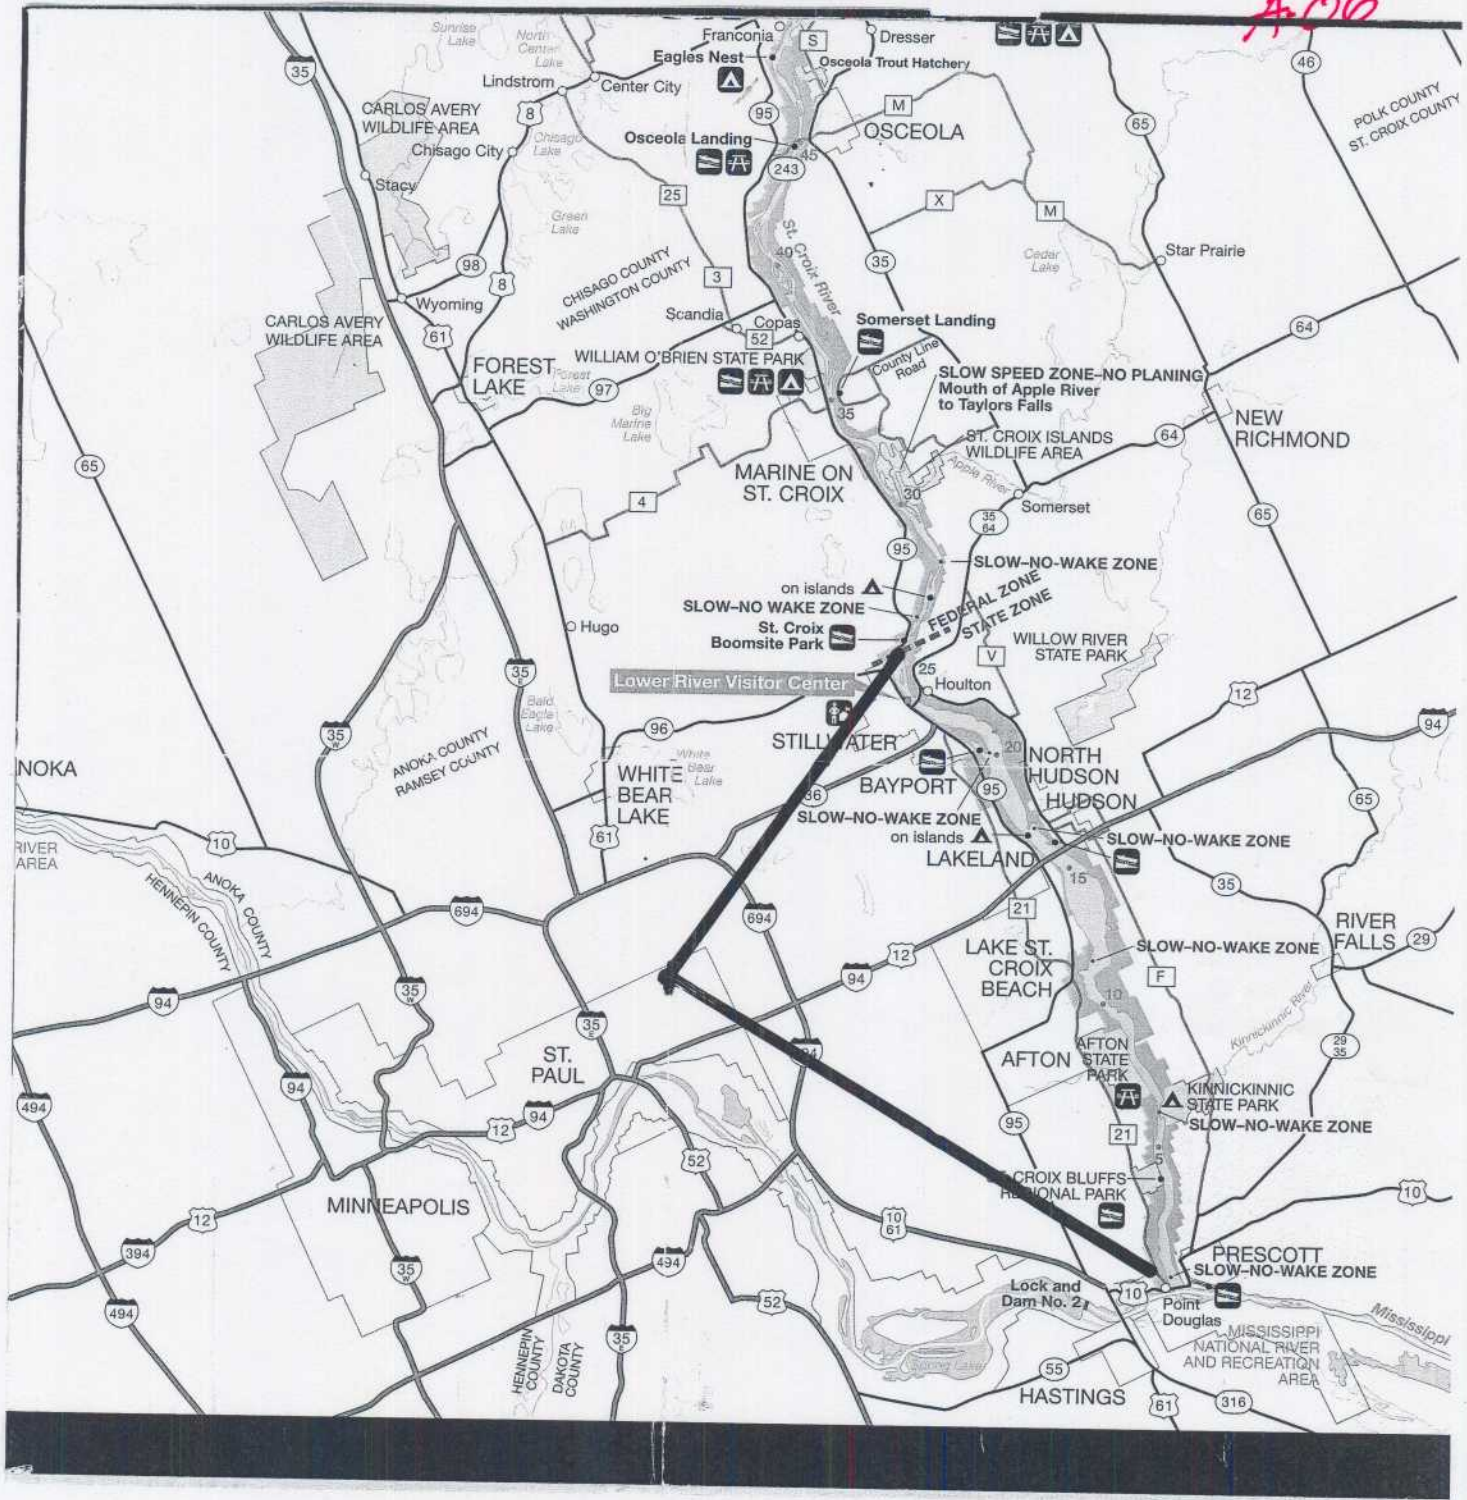 A-06
Sunrise
Lake
North
Center
Lake
Franconia
S
Dresser
Eagles Nest
Osceola Trout Hatchery
46
35
Lindstrom
Center City
POLK COUNTY
ST. CROIX COUNTY
CARLOS AVERY
WILDLIFE AREA
8
95
M
65
OSCEOLA
Chisago City
Chisago
Lake
Osceola Landing
45
243
Stacy
25
X
M
Green
Lake
St. Croix River
40
35
Cedar
Lake
Star Prairie
98
8
CHISAGO COUNTY
WASHINGTON COUNTY
3
Wyoming
Scandia
Copas
Somerset Landing
CARLOS AVERY
WILDLIFE AREA
61
52
64
FOREST
LAKE
Forest
Lake
WILLIAM O'BRIEN STATE PARK
County Line
Road
97
SLOW SPEED ZONE–NO PLANING
Mouth of Apple River
to Taylors Falls
35
Big
Marine
Lake
NEW
RICHMOND
ST. CROIX ISLANDS
WILDLIFE AREA
64
65
MARINE ON
ST. CROIX
Apple River
30
4
Somerset
35
64
65
95
SLOW–NO-WAKE ZONE
on islands
SLOW–NO WAKE ZONE
FEDERAL ZONE
STATE ZONE
Hugo
St. Croix
Boomsite Park
WILLOW RIVER
STATE PARK
V
35
E
25
Lower River Visitor Center
Houlton
12
Bald
Eagle
Lake
96
94
35
W
STILLWATER
20
ANOKA COUNTY
RAMSEY COUNTY
White
Bear
Lake
NORTH
HUDSON
NOKA
WHITE
BEAR
LAKE
BAYPORT
95
36
HUDSON
65
SLOW–NO-WAKE ZONE
on islands
61
10
SLOW–NO-WAKE ZONE
RIVER
AREA
LAKELAND
15
35
HENNEPIN COUNTY
ANOKA COUNTY
694
694
21
RIVER
FALLS
29
12
LAKE ST.
CROIX
BEACH
SLOW–NO-WAKE ZONE
F
94
94
35
W
10
35
E
Kinnickinnic River
ST.
PAUL
AFTON
AFTON
STATE
PARK
29
35
94
494
KINNICKINNIC
STATE PARK
SLOW–NO-WAKE ZONE
94
12
95
21
52
5
CROIX BLUFFS
REGIONAL PARK
10
MINNEAPOLIS
12
10
61
394
494
35
W
PRESCOTT
SLOW–NO-WAKE ZONE
Lock and
Dam No. 2
10
Point
Douglas
494
52
Mississippi
35
E
MISSISSIPPI
NATIONAL RIVER
AND RECREATION
AREA
HENNEPIN
COUNTY
DAKOTA
COUNTY
Spring Lake
55
HASTINGS
61
316